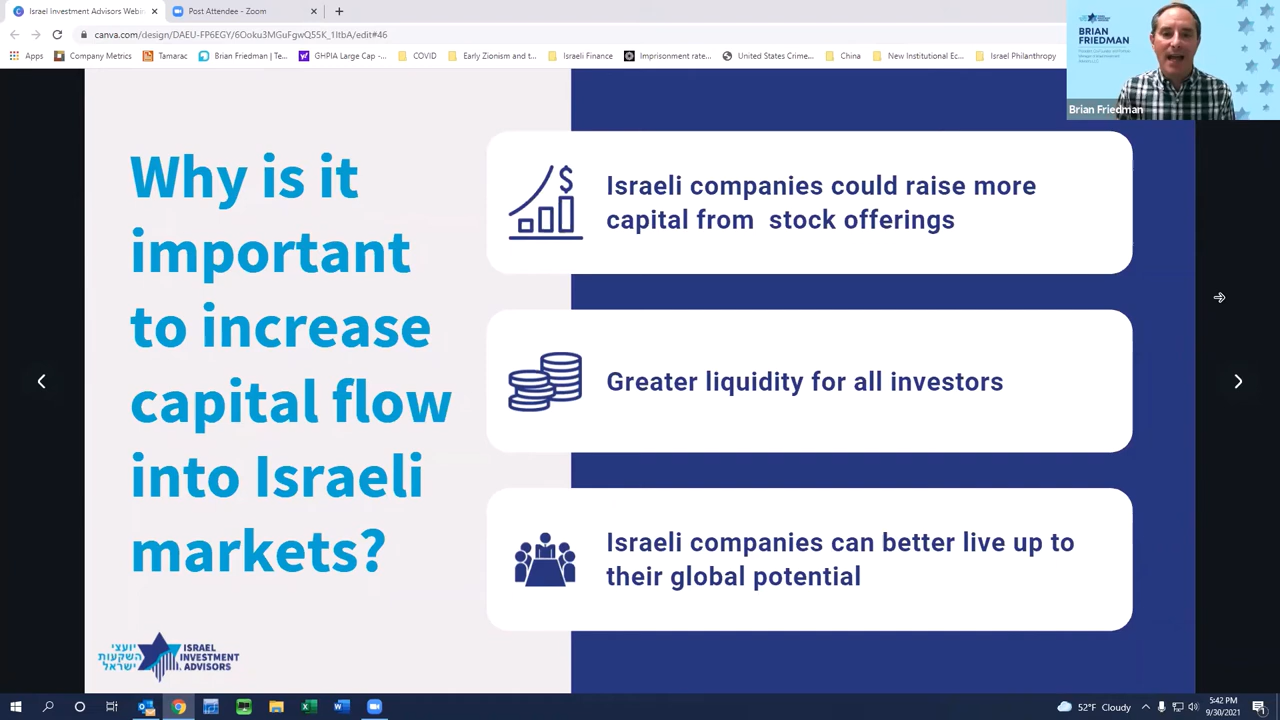 Israel Investment Advisors Webin
Post Attendee - Zoom
canva.com/design/DAEU-FP6EGY/6Ooku3MGuFgwQ55K_1ItbA/edit#46
Apps
Company Metrics
Tamarac
Brian Friedman | Te...
GHPIA Large Cap
COVID
Early Zionism and t...
Israeli Finance
Imprisonment rate...
United States Crime...
China
New Institutional Ec...
Israel Philanthropy
BRIAN
FRIEDMAN
Brian Friedman
Why is it
important
to increase
capital flow
into Israeli
markets?
$
Israeli companies could raise more
capital from  stock offerings
Greater liquidity for all investors
Israeli companies can better live up to
their global potential
יועצי
השקעות
ישראל
ISRAEL
INVESTMENT
ADVISORS
52°F Cloudy
5:42 PM
9/30/2021